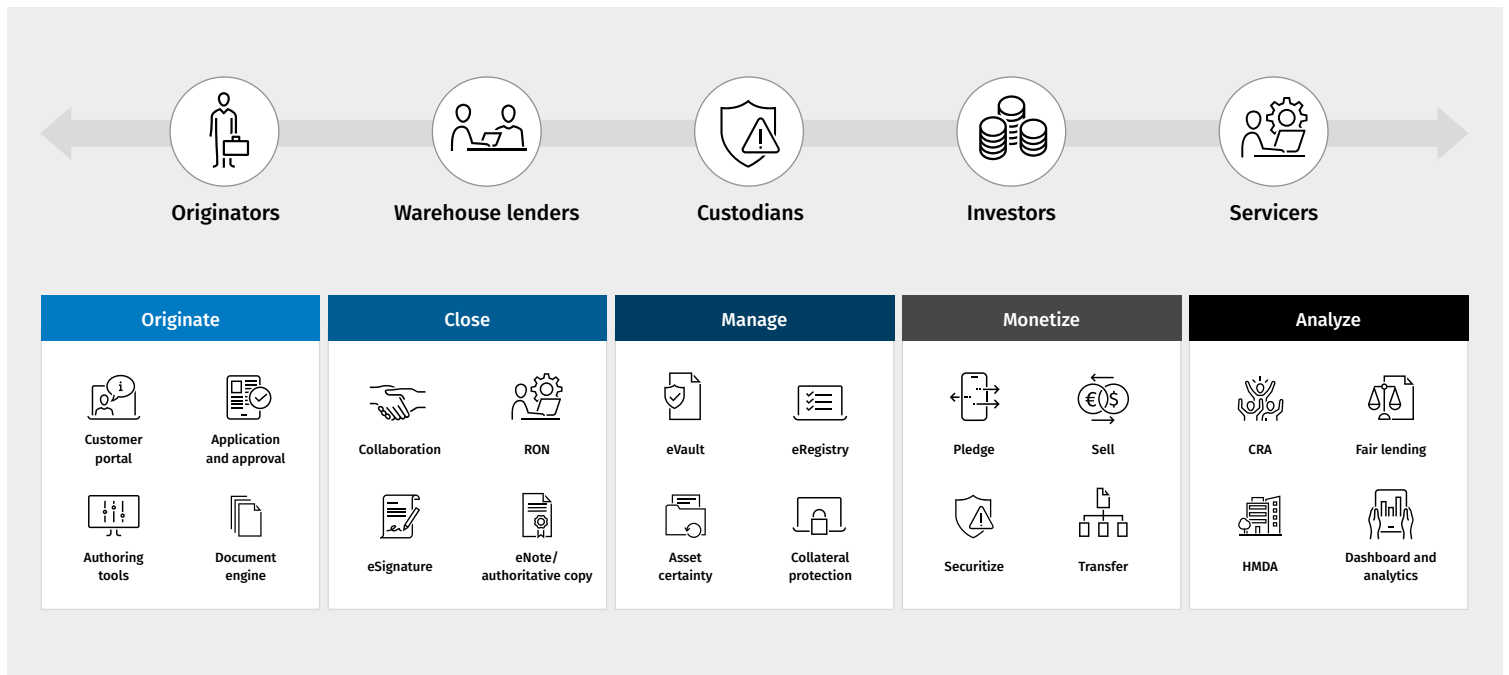 Originators
Warehouse lenders
Custodians
Investors
Servicers
Originate
Customer
portal
Application
and approval
Authoring
tools
Document
engine
Close
Collaboration
RON
eSignature
eNote/
authoritative copy
Manage
eVault
eRegistry
Asset
certainty
Collateral
protection
Monetize
Pledge
€
$
Sell
Securitize
Transfer
Analyze
CRA
Fair lending
HMDA
Dashboard and
analytics